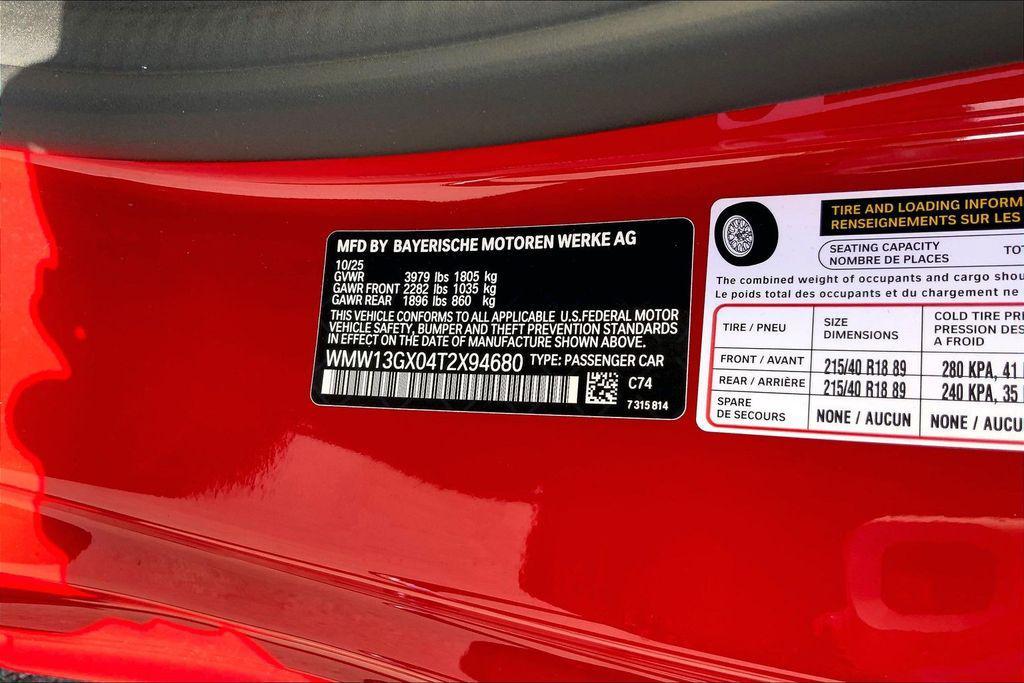 MFD BY BAYERISCHE MOTOREN WERKE AG
10/25
GVWR 3979 lbs 1805 kg
GAWR FRONT 2282 lbs 1035 kg
GAWR REAR 1896 lbs 860 kg
THIS VEHICLE CONFORMS TO ALL APPLICABLE U.S.FEDERAL MOTOR
VEHICLE SAFETY, BUMPER AND THEFT PREVENTION STANDARDS
IN EFFECT ON THE DATE OF MANUFACTURE SHOWN ABOVE.
WMW13GX04T2X94680 TYPE: PASSENGER CAR
C74
7 315 814
TIRE AND LOADING INFORM
RENSEIGNEMENTS SUR LES
SEATING CAPACITY TO
NOMBRE DE PLACES
The combined weight of occupants and cargo shou
Le poids total des occupants et du chargement ne
TIRE / PNEU SIZE COLD TIRE PRE
DIMENSIONS PRESSION DES
A FROID
FRONT / AVANT 215/40 R18 89 280 KPA, 41
REAR / ARRIÈRE 215/40 R18 89 240 KPA, 35
SPARE NONE / AUCUN NONE / AUCU
DE SECOURS